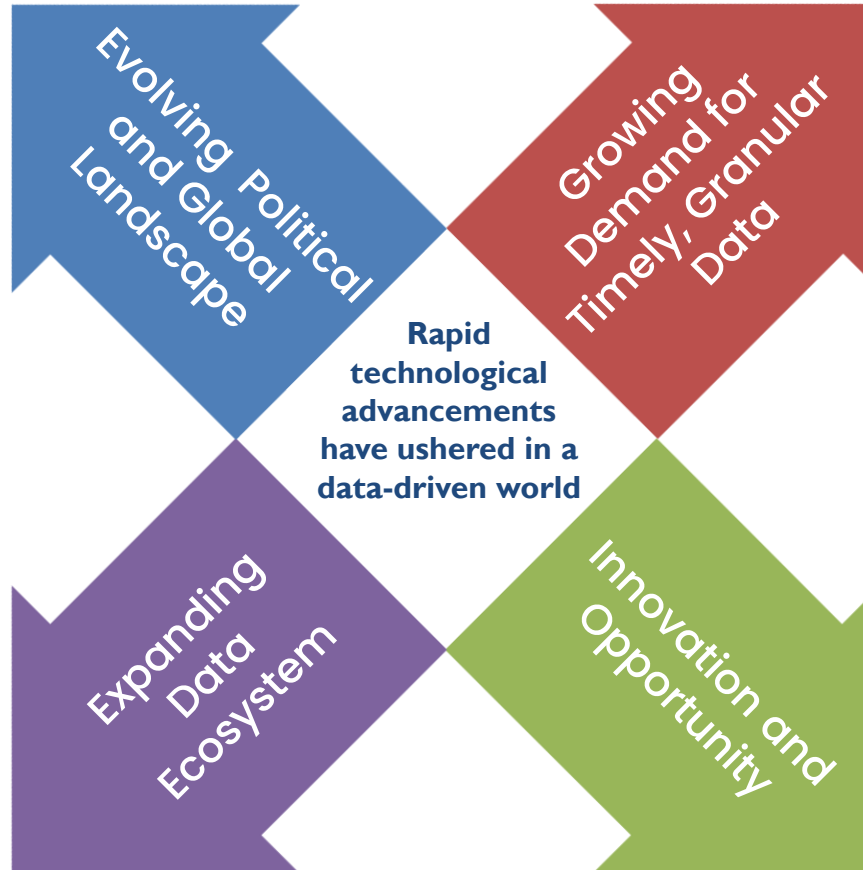 Evolving Political
and Global
Landscape
Growing
Demand for
Timely, Granular
Data
Rapid
technological
advancements
have ushered in a
data-driven world
Expanding
Data
Ecosystem
Innovation and
Opportunity